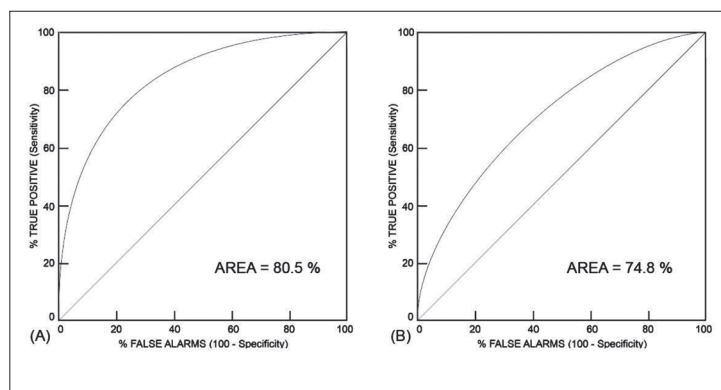 100
80
60
40
20
0
% TRUE POSITIVE (Sensitivity)
AREA = 80.5 %
0 20 40 60 80 100
(A)
% FALSE ALARMS (100 - Specificity)
100
80
60
40
20
0
% TRUE POSITIVE (Sensitivity)
AREA = 74.8 %
0 20 40 60 80 100
(B)
% FALSE ALARMS (100 - Specificity)